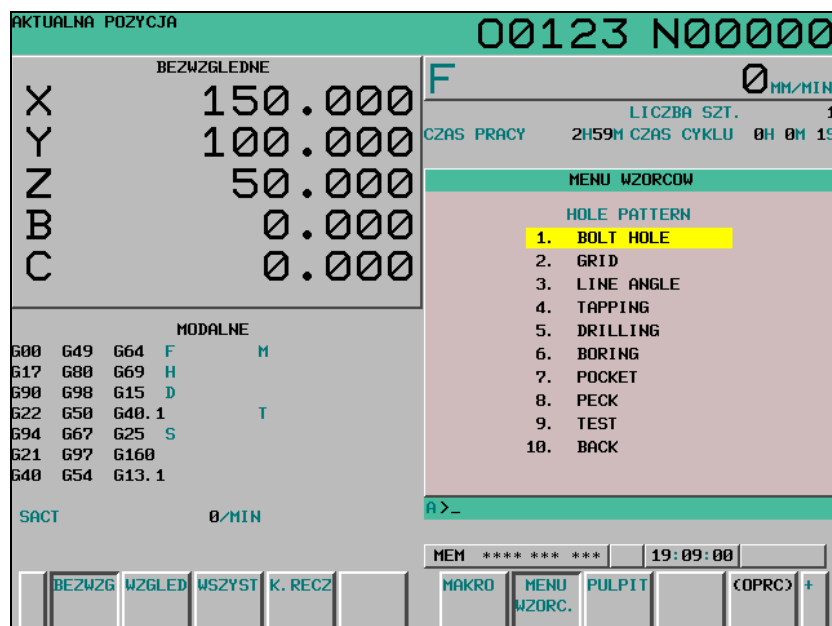 AKTUALNA POZYCJA
O0123 N00000
BEZWZGLEDNE
X 150.000
Y 100.000
Z 50.000
B 0.000
C 0.000
F 0 MM/MIN
LICZBA SZT. 1
CZAS PRACY 2H59M CZAS CYKLU 0H 0M 1S
MENU WZORCOW
HOLE PATTERN
1. BOLT HOLE
2. GRID
3. LINE ANGLE
4. TAPPING
5. DRILLING
6. BORING
7. POCKET
8. PECK
9. TEST
10. BACK
MODALNE
G00 G49 G64 F M
G17 G80 G69 H
G90 G98 G15 D
G22 G50 G40.1 T
G94 G67 G25 S
G21 G97 G160
G40 G54 G13.1
SACT 0/MIN
A>_
MEM **** *** *** 19:09:00
BEZWZG WZGLED WSZYST K.RECZ
MAKRO MENU WZORC. PULPIT (OPRC) +